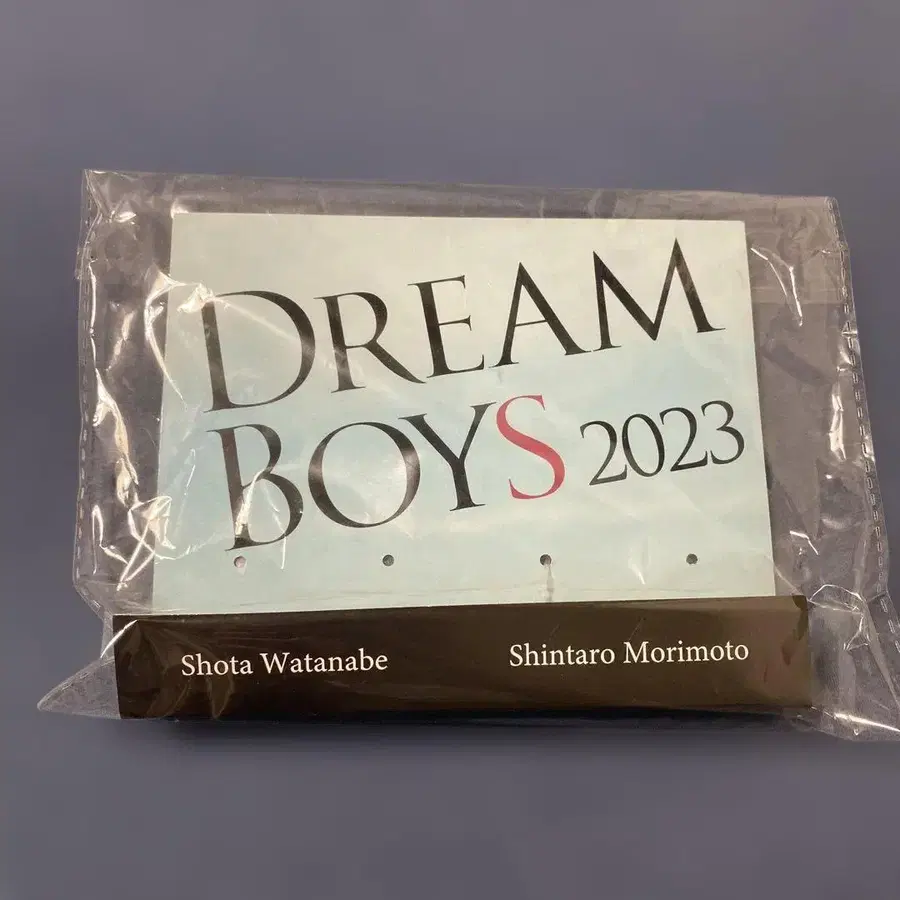 DREAM
BOYS 2023
Shota Watanabe
Shintaro Morimoto